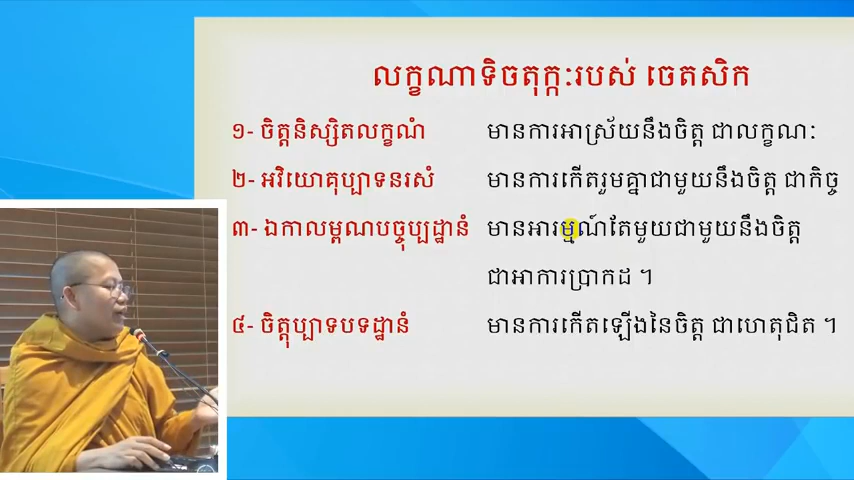 លក្ខណាទិចតុក្កៈរបស់ ចេតសិក
១- ចិត្តនិស្សិតលក្ខណំ មានការអាស្រ័យនឹងចិត្ត ជាលក្ខណៈ
២- អវិយោគុប្បាទនរសំ មានការកើតរួមគ្នាជាមួយនឹងចិត្ត ជាកិច្ច
៣- ឯកាលម្ពណបច្ចុប្បដ្ឋានំ មានអារម្មណ៍តែមួយជាមួយនឹងចិត្ត
ជាអាការប្រាកដ ។
៤- ចិត្តុប្បាទបទដ្ឋានំ មានការកើតឡើងនៃចិត្ត ជាហេតុជិត ។